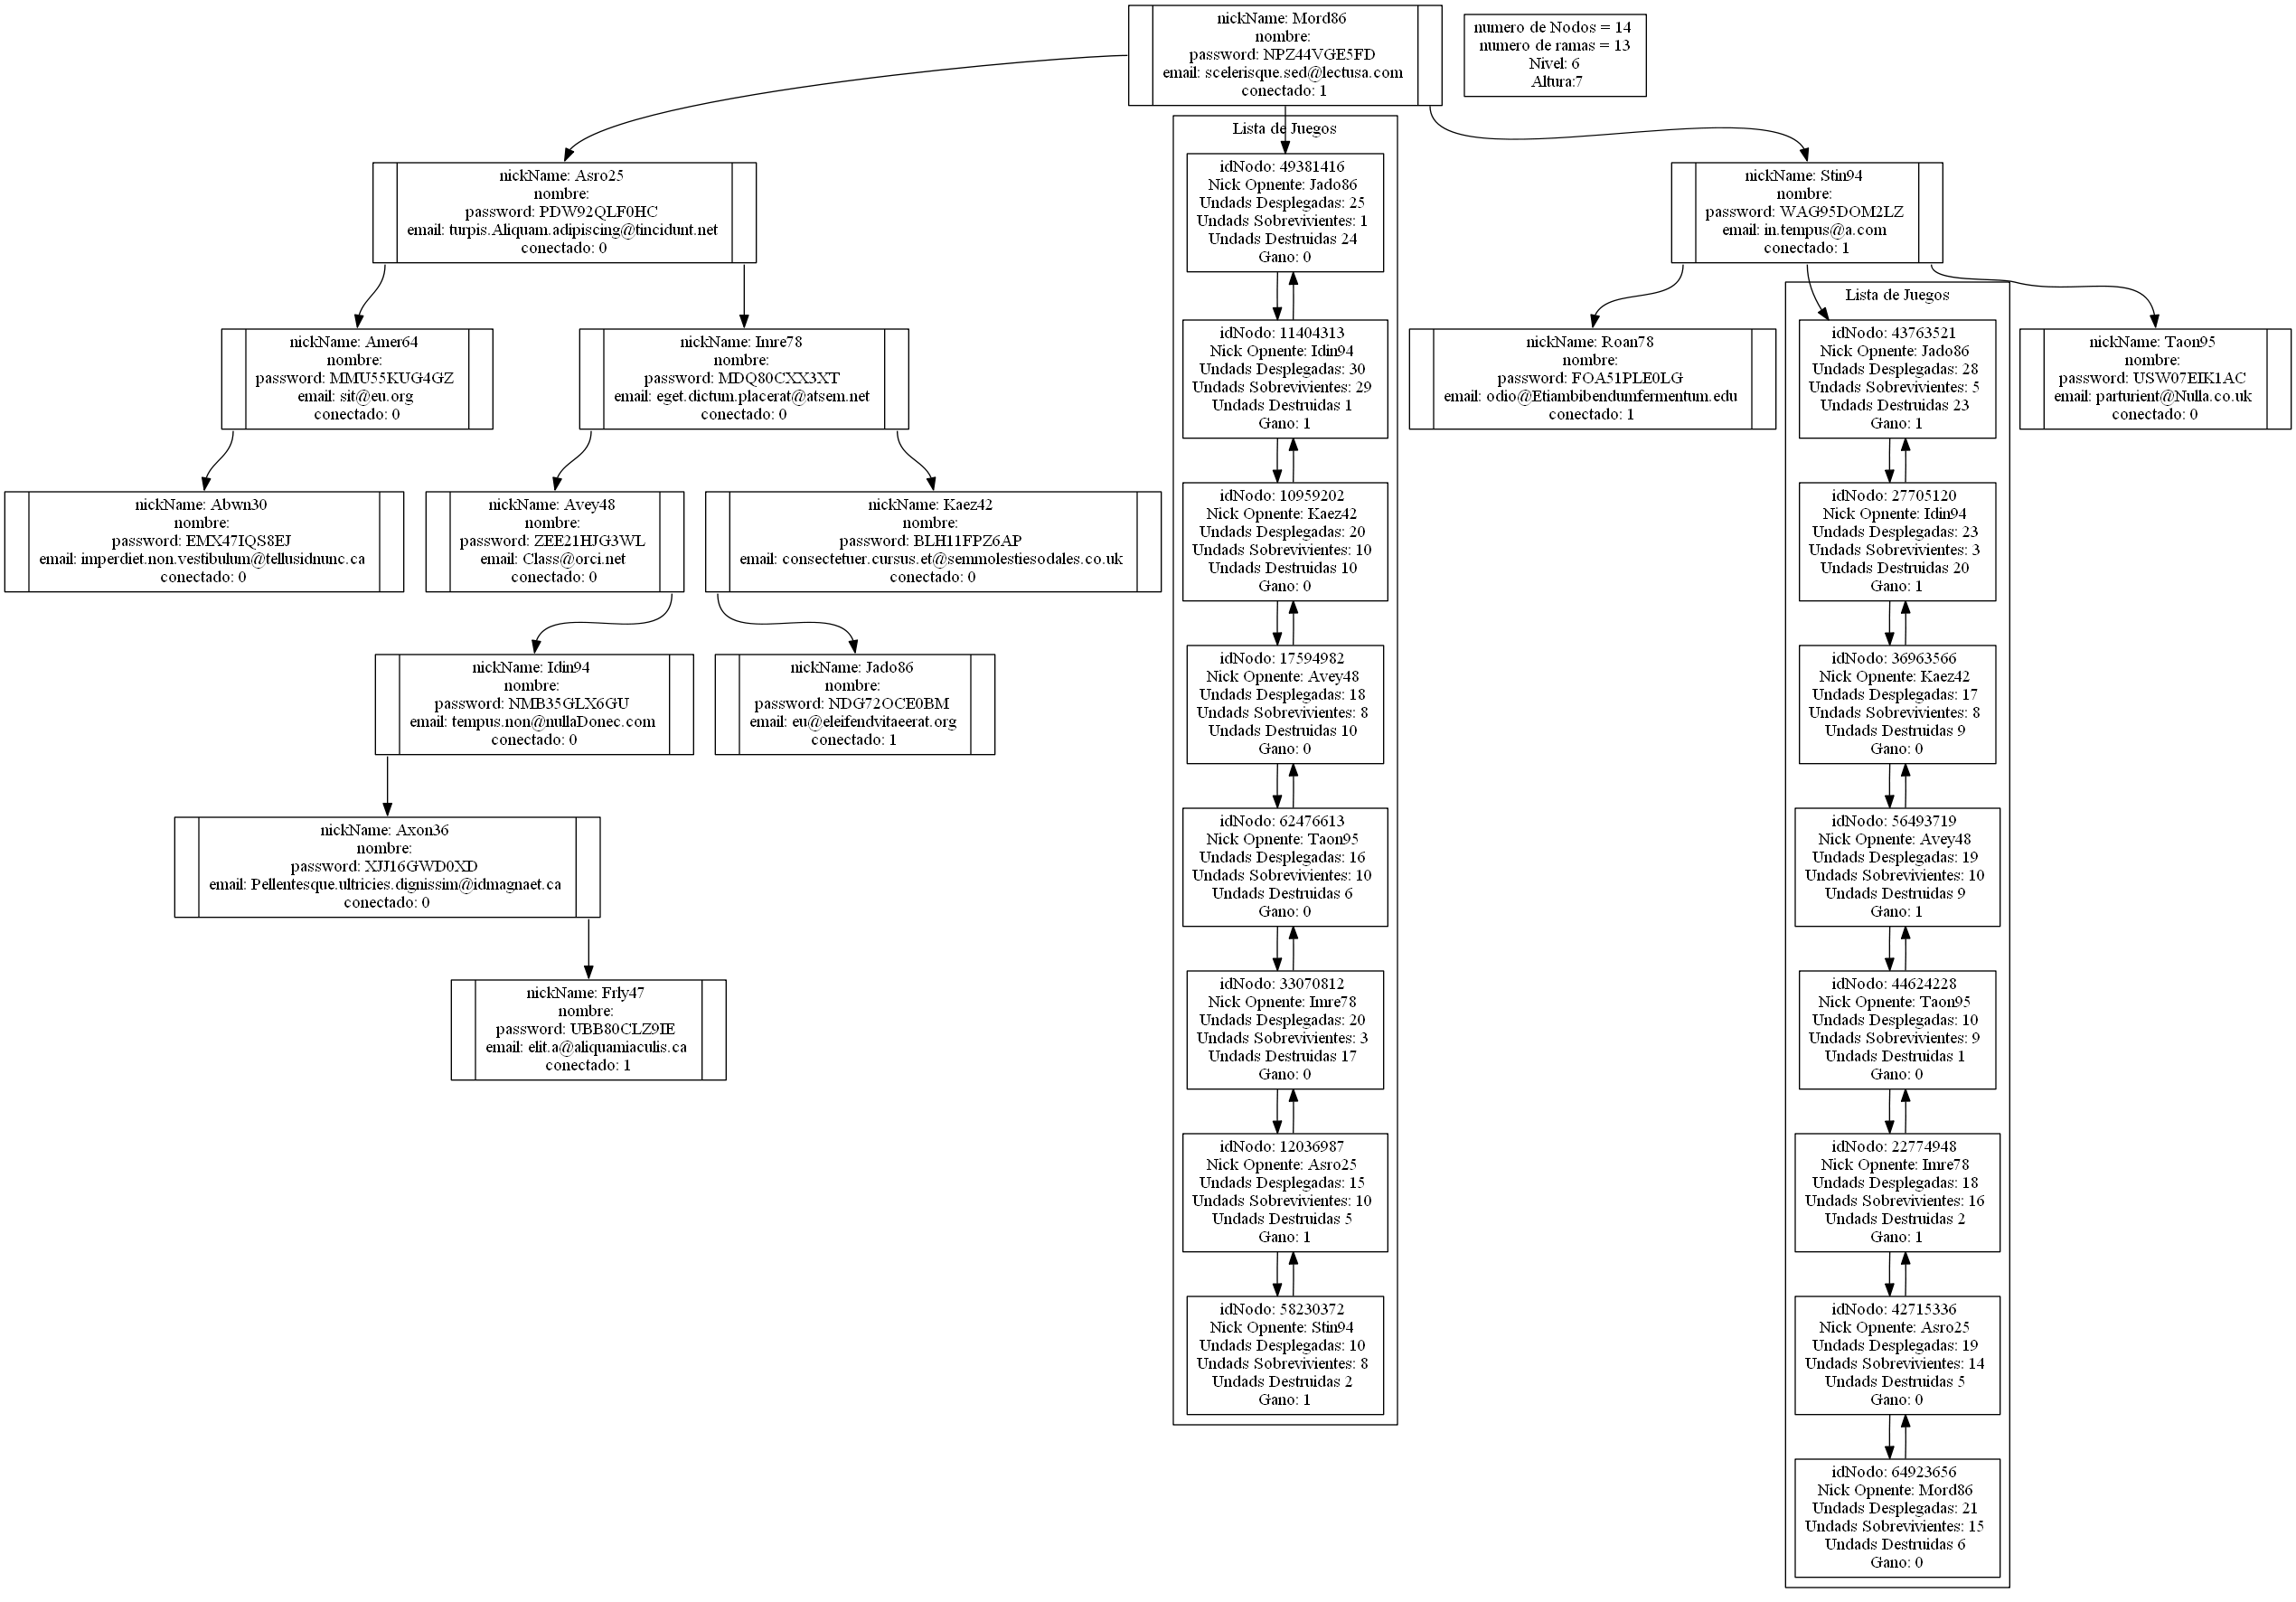 nickName: Mord86
nombre:
password: NPZ44VGE5FD
email: scelerisque.sed@lectusa.com
conectado: 1
numero de Nodos = 14
numero de ramas = 13
Nivel: 6
Altura:7
nickName: Asro25
nombre:
password: PDW92QLF0HC
email: turpis.Aliquam.adipiscing@tincidunt.net
conectado: 0
nickName: Stin94
nombre:
password: WAG95DOM2LZ
email: in.tempus@a.com
conectado: 1
nickName: Amer64
nombre:
password: MMU55KUG4GZ
email: sit@eu.org
conectado: 0
nickName: Imre78
nombre:
password: MDQ80CXX3XT
email: eget.dictum.placerat@atsem.net
conectado: 0
nickName: Roan78
nombre:
password: FOA51PLE0LG
email: odio@Etiambibendumfermentum.edu
conectado: 1
nickName: Taon95
nombre:
password: USW07EIK1AC
email: parturient@Nulla.co.uk
conectado: 0
nickName: Abwn30
nombre:
password: EMX47IQS8EJ
email: imperdiet.non.vestibulum@tellusidnunc.ca
conectado: 0
nickName: Avey48
nombre:
password: ZEE21HJG3WL
email: Class@orci.net
conectado: 0
nickName: Kaez42
nombre:
password: BLH11FPZ6AP
email: consectetuer.cursus.et@semmolestiesodales.co.uk
conectado: 0
nickName: Idin94
nombre:
password: NMB35GLX6GU
email: tempus.non@nullaDonec.com
conectado: 0
nickName: Jado86
nombre:
password: NDG72OCE0BM
email: eu@eleifendvitaeerat.org
conectado: 1
nickName: Axon36
nombre:
password: XJJ16GWD0XD
email: Pellentesque.ultricies.dignissim@idmagnaet.ca
conectado: 0
nickName: Frly47
nombre:
password: UBB80CLZ9IE
email: elit.a@aliquamiaculis.ca
conectado: 1
Lista de Juegos
idNodo: 49381416
Nick Opnente: Jado86
Undads Desplegadas: 25
Undads Sobrevivientes: 1
Undads Destruidas 24
Gano: 0
idNodo: 11404313
Nick Opnente: Idin94
Undads Desplegadas: 30
Undads Sobrevivientes: 29
Undads Destruidas 1
Gano: 1
idNodo: 10959202
Nick Opnente: Kaez42
Undads Desplegadas: 20
Undads Sobrevivientes: 10
Undads Destruidas 10
Gano: 0
idNodo: 17594982
Nick Opnente: Avey48
Undads Desplegadas: 18
Undads Sobrevivientes: 8
Undads Destruidas 10
Gano: 0
idNodo: 62476613
Nick Opnente: Taon95
Undads Desplegadas: 16
Undads Sobrevivientes: 10
Undads Destruidas 6
Gano: 0
idNodo: 33070812
Nick Opnente: Imre78
Undads Desplegadas: 20
Undads Sobrevivientes: 3
Undads Destruidas 17
Gano: 0
idNodo: 12036987
Nick Opnente: Asro25
Undads Desplegadas: 15
Undads Sobrevivientes: 10
Undads Destruidas 5
Gano: 1
idNodo: 58230372
Nick Opnente: Stin94
Undads Desplegadas: 10
Undads Sobrevivientes: 8
Undads Destruidas 2
Gano: 1
Lista de Juegos
idNodo: 43763521
Nick Opnente: Jado86
Undads Desplegadas: 28
Undads Sobrevivientes: 5
Undads Destruidas 23
Gano: 1
idNodo: 27705120
Nick Opnente: Idin94
Undads Desplegadas: 23
Undads Sobrevivientes: 3
Undads Destruidas 20
Gano: 1
idNodo: 36963566
Nick Opnente: Kaez42
Undads Desplegadas: 17
Undads Sobrevivientes: 8
Undads Destruidas 9
Gano: 0
idNodo: 56493719
Nick Opnente: Avey48
Undads Desplegadas: 19
Undads Sobrevivientes: 10
Undads Destruidas 9
Gano: 1
idNodo: 44624228
Nick Opnente: Taon95
Undads Desplegadas: 10
Undads Sobrevivientes: 9
Undads Destruidas 1
Gano: 0
idNodo: 22774948
Nick Opnente: Imre78
Undads Desplegadas: 18
Undads Sobrevivientes: 16
Undads Destruidas 2
Gano: 1
idNodo: 42715336
Nick Opnente: Asro25
Undads Desplegadas: 19
Undads Sobrevivientes: 14
Undads Destruidas 5
Gano: 0
idNodo: 64923656
Nick Opnente: Mord86
Undads Desplegadas: 21
Undads Sobrevivientes: 15
Undads Destruidas 6
Gano: 0